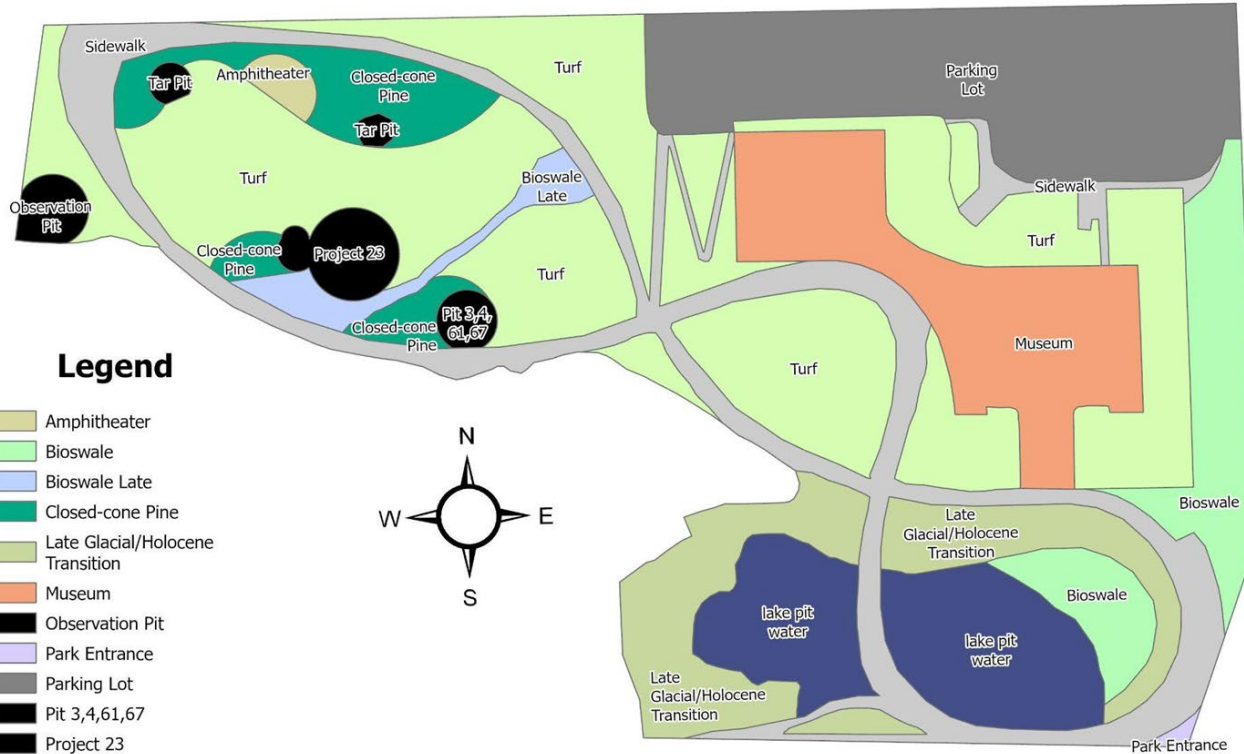 Sidewalk
Turf
Parking
Lot
Tar Pit
Amphitheater
Closed-cone
Pine
Tar Pit
Turf
Bioswale
Late
Sidewalk
Observation
Pit
Closed-cone
Pine
Project 23
Turf
Turf
Pit 3,4,
61,67
Closed-cone
Pine
Museum
Turf
Legend
Amphitheater
Bioswale
Bioswale Late
Closed-cone Pine
Late Glacial/Holocene
Transition
Museum
Observation Pit
Park Entrance
Parking Lot
Pit 3,4,61,67
Project 23
N
W
E
S
Bioswale
Late
Glacial/Holocene
Transition
Bioswale
lake pit
water
lake pit
water
Late
Glacial/Holocene
Transition
Park Entrance